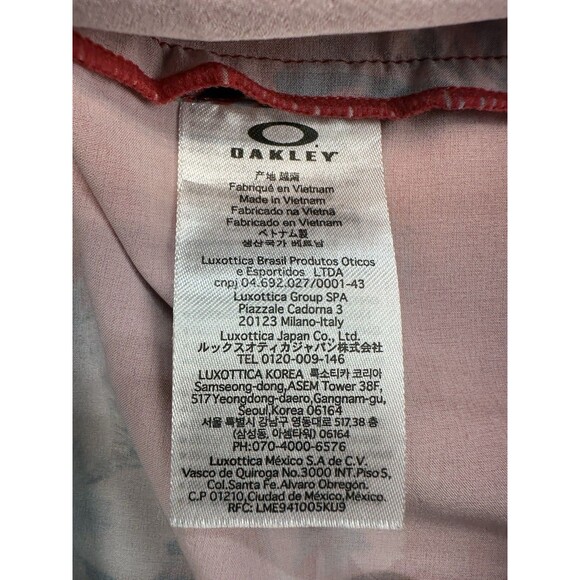 OAKLEY
产地 越南
Fabriqué en Vietnam
Made in Vietnam
Fabricado na Vietnã
Fabricado en Vietnam
ベトナム製
생산국가 베트남
Luxottica Brasil Produtos Oticos
e Esportidos LTDA
cnpj 04.692.027/0001-43
Luxottica Group SPA
Piazzale Cadorna 3
20123 Milano-Italy
Luxottica Japan Co., Ltd.
ルックスオティカジャパン株式会社
TEL 0120-009-146
LUXOTTICA KOREA 룩소티카 코리아
Samseong-dong,ASEM Tower 38F,
517 Yeongdong-daero,Gangnam-gu,
Seoul,Korea 06164
서울 특별시 강남구 영동대로 517,38 층
(삼성동, 아셈타워) 06164
PH:070-4000-6576
Luxottica México S.A de C.V.
Vasco de Quiroga No.3000 INT.Piso5,
Col.Santa Fe.Alvaro Obregón.
C.P 01210,Ciudad de México,México.
RFC: LME941005KU9